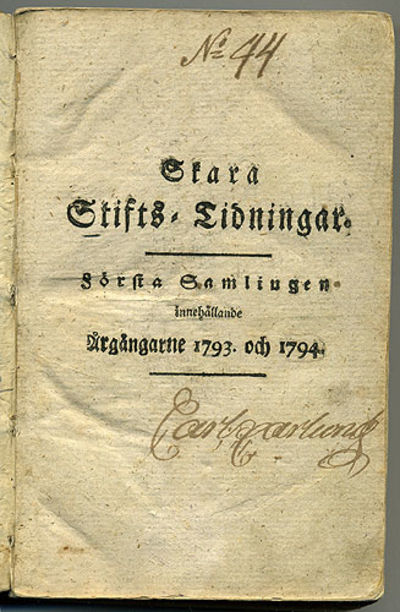 No 44
Skara
Stifts-Tidningar.
Första Samlingen
Innehållande
Årgångarne 1793. och 1794.